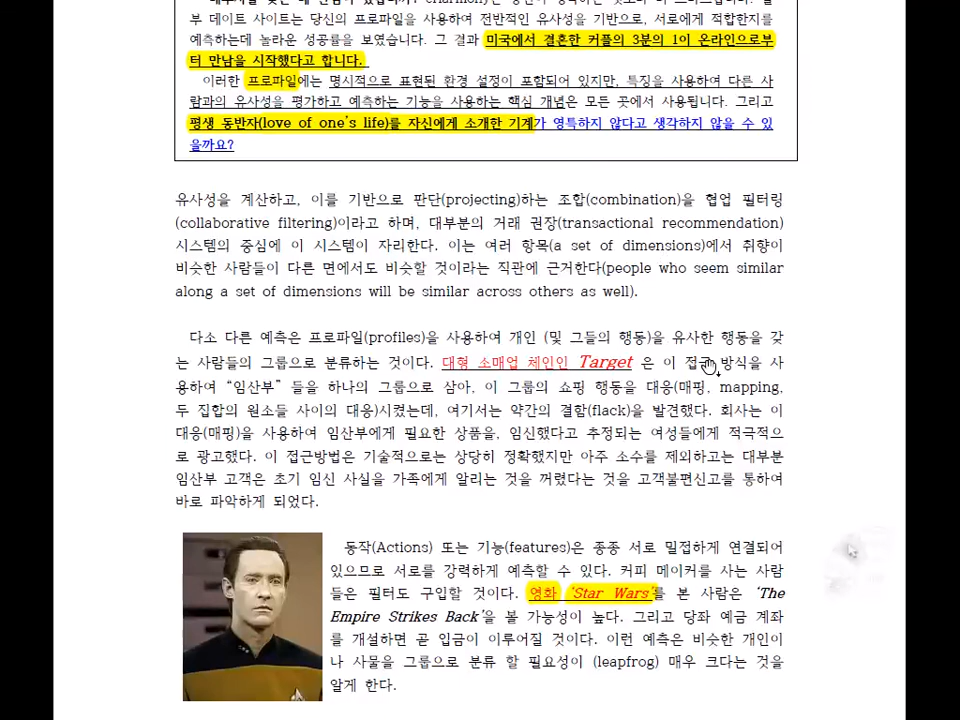 부 데이트 사이트는 당신의 프로파일을 사용하여 전반적인 유사성을 기반으로, 서로에게 적합한지를
예측하는데 놀라운 성공률을 보였습니다. 그 결과 미국에서 결혼한 커플의 3분의 1이 온라인으로부
터 만남을 시작했다고 합니다.
이러한 프로파일에는 명시적으로 표현된 환경 설정이 포함되어 있지만, 특징을 사용하여 다른 사
람과의 유사성을 평가하고 예측하는 기능을 사용하는 핵심 개념은 모든 곳에서 사용됩니다. 그리고
평생 동반자(love of one's life)를 자신에게 소개한 기계가 영특하지 않다고 생각하지 않을 수 있
을까요?
유사성을 계산하고, 이를 기반으로 판단(projecting)하는 조합(combination)을 협업 필터링
(collaborative filtering)이라고 하며, 대부분의 거래 권장(transactional recommendation)
시스템의 중심에 이 시스템이 자리한다. 이는 여러 항목(a set of dimensions)에서 취향이
비슷한 사람들이 다른 면에서도 비슷할 것이라는 직관에 근거한다(people who seem similar
along a set of dimensions will be similar across others as well).
다소 다른 예측은 프로파일(profiles)을 사용하여 개인 (및 그들의 행동)을 유사한 행동을 갖
는 사람들의 그룹으로 분류하는 것이다. 대형 소매업 체인인 Target 은 이 접근 방식을 사
용하여 “임산부” 들을 하나의 그룹으로 삼아, 이 그룹의 쇼핑 행동을 대응(매핑, mapping,
두 집합의 원소들 사이의 대응)시켰는데, 여기서는 약간의 결함(flack)을 발견했다. 회사는 이
대응(매핑)을 사용하여 임산부에게 필요한 상품을, 임신했다고 추정되는 여성들에게 적극적으
로 광고했다. 이 접근방법은 기술적으로는 상당히 정확했지만 아주 소수를 제외하고는 대부분
임산부 고객은 초기 임신 사실을 가족에게 알리는 것을 꺼렸다는 것을 고객불편신고를 통하여
바로 파악하게 되었다.
동작(Actions) 또는 기능(features)은 종종 서로 밀접하게 연결되어
있으므로 서로를 강력하게 예측할 수 있다. 커피 메이커를 사는 사람
들은 필터도 구입할 것이다. 영화 ‘Star Wars’를 본 사람은 ‘The
Empire Strikes Back’을 볼 가능성이 높다. 그리고 당좌 예금 계좌
를 개설하면 곧 입금이 이루어질 것이다. 이런 예측은 비슷한 개인이
나 사물을 그룹으로 분류 할 필요성이 (leapfrog) 매우 크다는 것을
알게 한다.